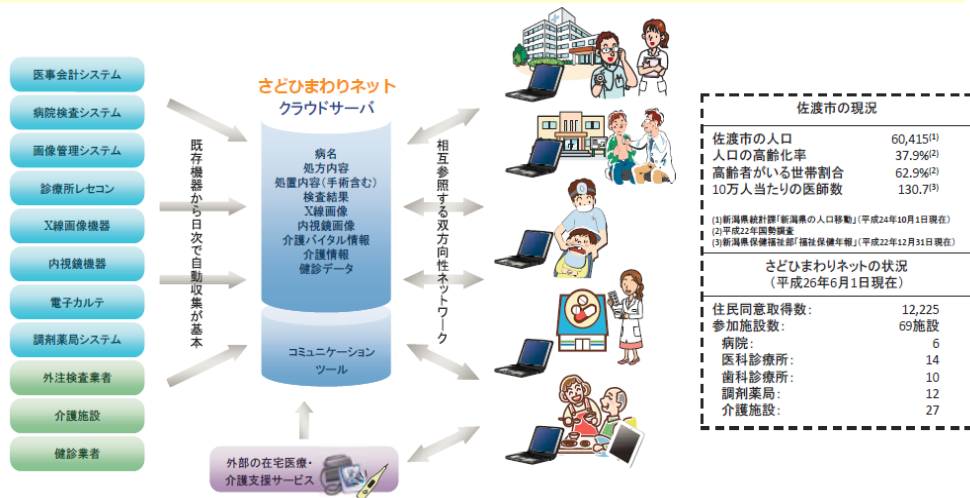 医事会計システム
病院検査システム
画像管理システム
診療所レセコン
X線画像機器
内視鏡機器
電子カルテ
調剤薬局システム
外注検査業者
介護施設
健診業者
既存機器から日次で自動収集が基本
さどひまわりネット
クラウドサーバ
病名
処方内容
処置内容(手術含む)
検査結果
X線画像
内視鏡画像
介護バイタル情報
介護情報
健診データ
コミュニケーション
ツール
外部の在宅医療・
介護支援サービス
相互参照する双方向性ネットワーク
佐渡市の現況
佐渡市の人口 60,415(1)
人口の高齢化率 37.9%(2)
高齢者がいる世帯割合 62.9%(2)
10万人当たりの医師数 130.7(3)
(1)新潟県統計課「新潟県の人口移動」(平成24年10月1日現在)
(2)平成22年国勢調査
(3)新潟県保健福祉部「福祉保健年報」(平成22年12月31日現在)
さどひまわりネットの状況
(平成26年6月1日現在)
住民同意取得数: 12,225
参加施設数: 69施設
病院: 6
医科診療所: 14
歯科診療所: 10
調剤薬局: 12
介護施設: 27